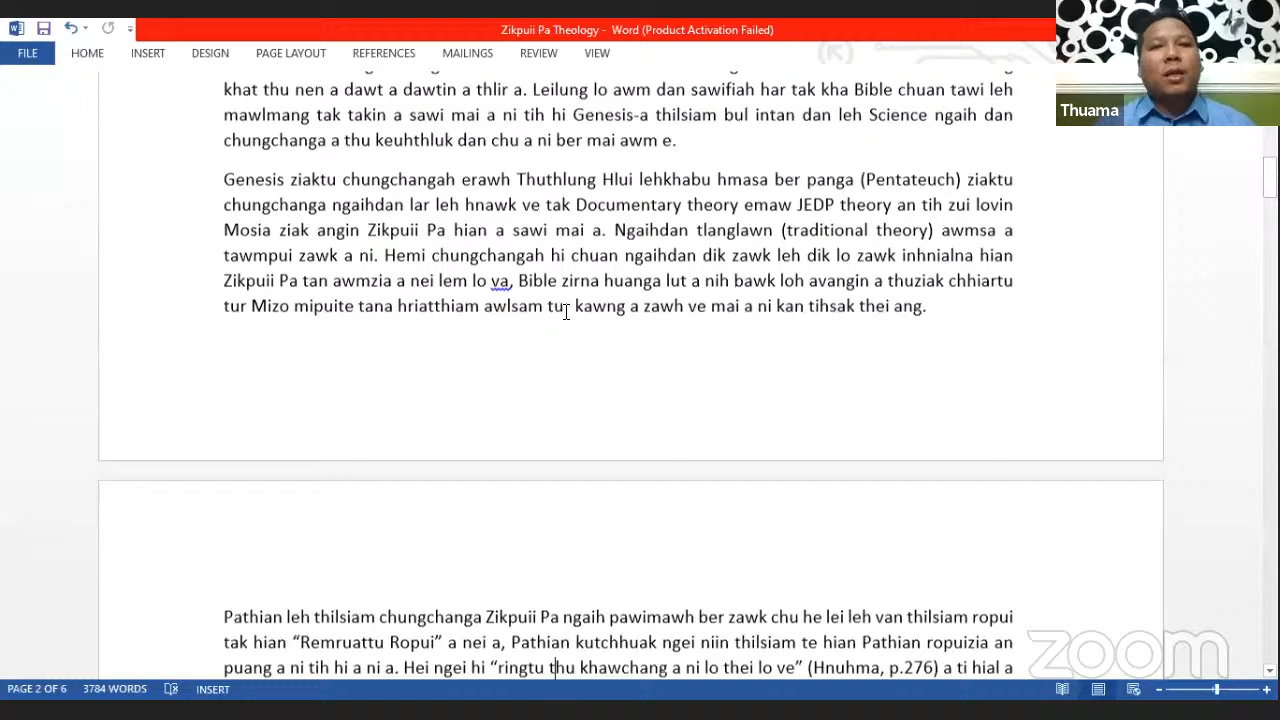 Zikpuii Pa Theology - Word (Product Activation Failed)
FILE HOME INSERT DESIGN PAGE LAYOUT REFERENCES MAILINGS REVIEW VIEW
Thuama
khat thu nen a dawt a dawtin a thlir a. Leilung lo awm dan sawifiah har tak kha Bible chuan tawi leh
mawlmang tak takin a sawi mai a ni tih hi Genesis-a thilsiam bul intan dan leh Science ngaih dan
chungchanga a thu keuhthluk dan chu a ni ber mai awm e.
Genesis ziaktu chungchangah erawh Thuthlung Hlui lehkhabu hmasa ber panga (Pentateuch) ziaktu
chungchanga ngaihdan lar leh hnawk ve tak Documentary theory emaw JEDP theory an tih zui lovin
Mosia ziak angin Zikpuii Pa hian a sawi mai a. Ngaihdan tlanglawn (traditional theory) awmsa a
tawmpui zawk a ni. Hemi chungchangah hi chuan ngaihdan dik zawk leh dik lo zawk inhnialna hian
Zikpuii Pa tan awmzia a nei lem lo va, Bible zirna huanga lut a nih bawk loh avangin a thuziak chhiartu
tur Mizo mipuite tana hriatthiam awlsam tur kawng a zawh ve mai a ni kan tihsak thei ang.
Pathian leh thilsiam chungchanga Zikpuii Pa ngaih pawimawh ber zawk chu he lei leh van thilsiam ropui
tak hian “Remruattu Ropui” a nei a, Pathian kutchhuak ngei niin thilsiam te hian Pathian ropuizia an
puang a ni tih hi a ni a. Hei ngei hi “ringtu thu khawchang a ni lo thei lo ve” (Hnuhma, p.276) a ti hial a
zoom
PAGE 2 OF 6 3784 WORDS INSERT